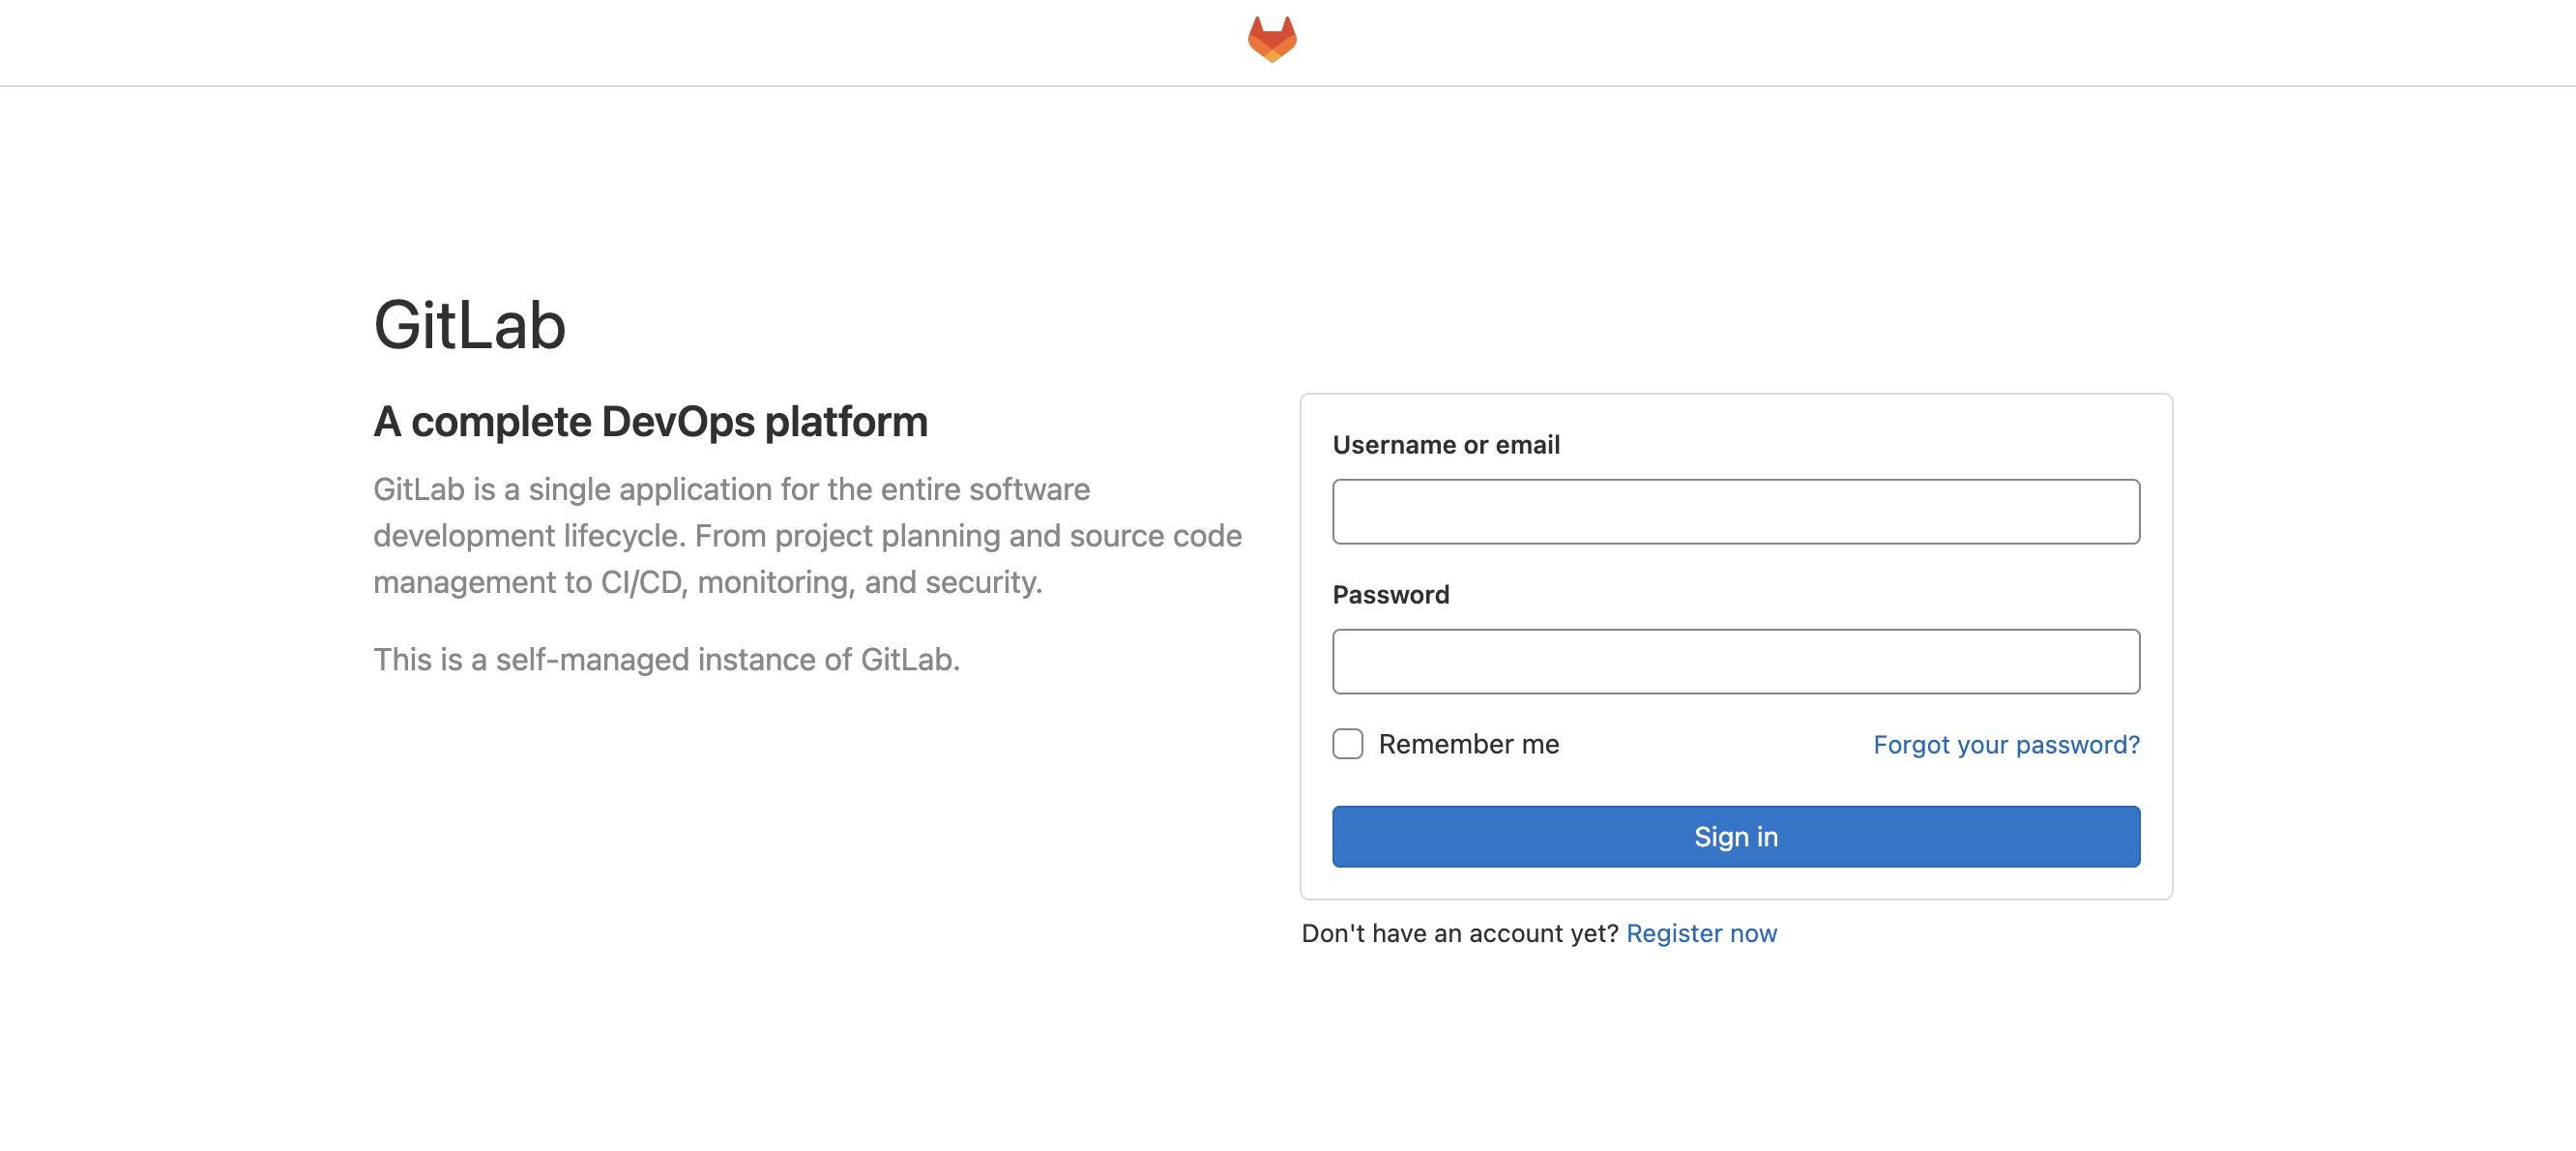 GitLab
A complete DevOps platform
GitLab is a single application for the entire software
development lifecycle. From project planning and source code
management to CI/CD, monitoring, and security.
This is a self-managed instance of GitLab.
Username or email
Password
Remember me
Forgot your password?
Sign in
Don't have an account yet? Register now